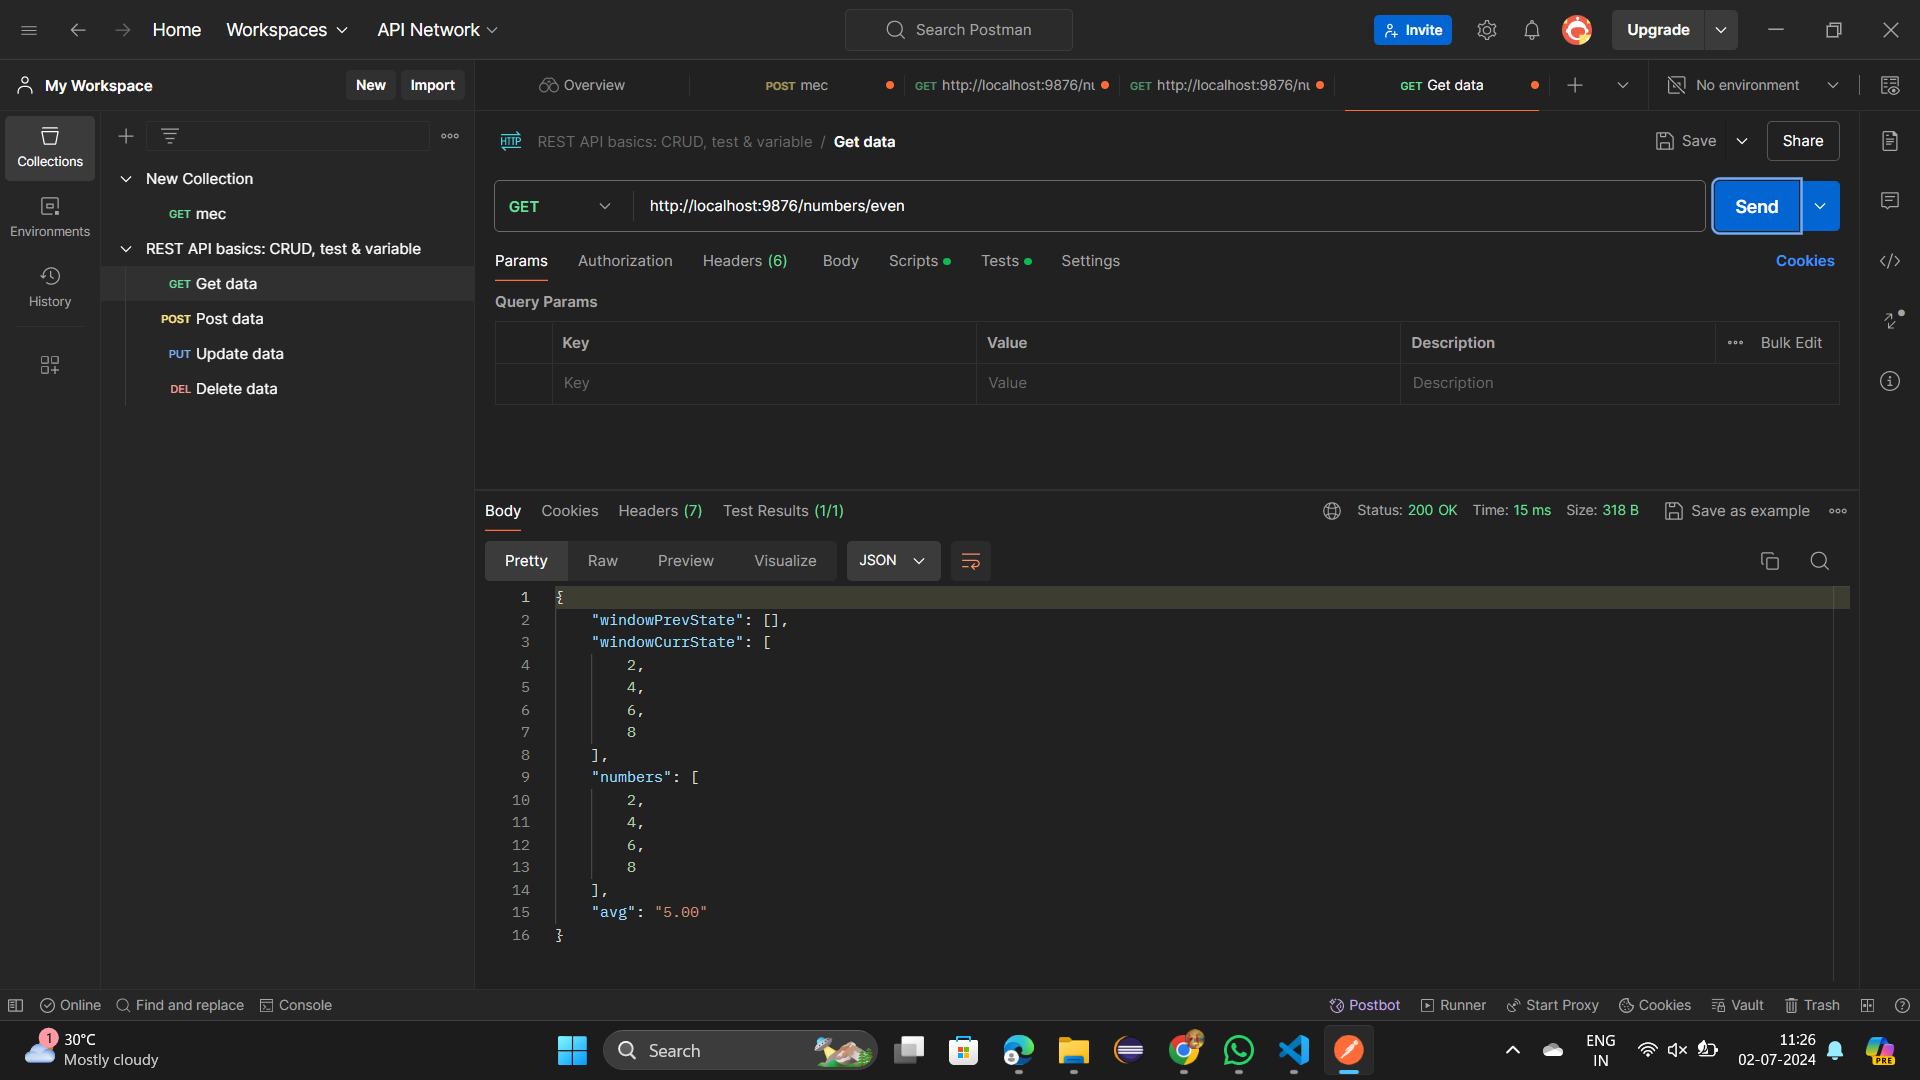 Home
Workspaces
API Network
Search Postman
Invite
Upgrade
My Workspace
New
Import
Overview
POST mec
GET http://localhost:9876/nu
GET http://localhost:9876/nu
GET Get data
No environment
Collections
Environments
History
New Collection
GET mec
REST API basics: CRUD, test & variable
GET Get data
POST Post data
PUT Update data
DEL Delete data
HTTP
REST API basics: CRUD, test & variable / Get data
Save
Share
GET
http://localhost:9876/numbers/even
Send
Params
Authorization
Headers (6)
Body
Scripts
Tests
Settings
Cookies
Query Params
Key
Value
Description
Bulk Edit
Key
Value
Description
Body
Cookies
Headers (7)
Test Results (1/1)
Status: 200 OK
Time: 15 ms
Size: 318 B
Save as example
Pretty
Raw
Preview
Visualize
JSON
1 {
2 "windowPrevState": [],
3 "windowCurrState": [
4 2,
5 4,
6 6,
7 8
8 ],
9 "numbers": [
10 2,
11 4,
12 6,
13 8
14 ],
15 "avg": "5.00"
16 }
Online
Find and replace
Console
Postbot
Runner
Start Proxy
Cookies
Vault
Trash
1
30°C
Mostly cloudy
Search
ENG
IN
11:26
02-07-2024
PRE